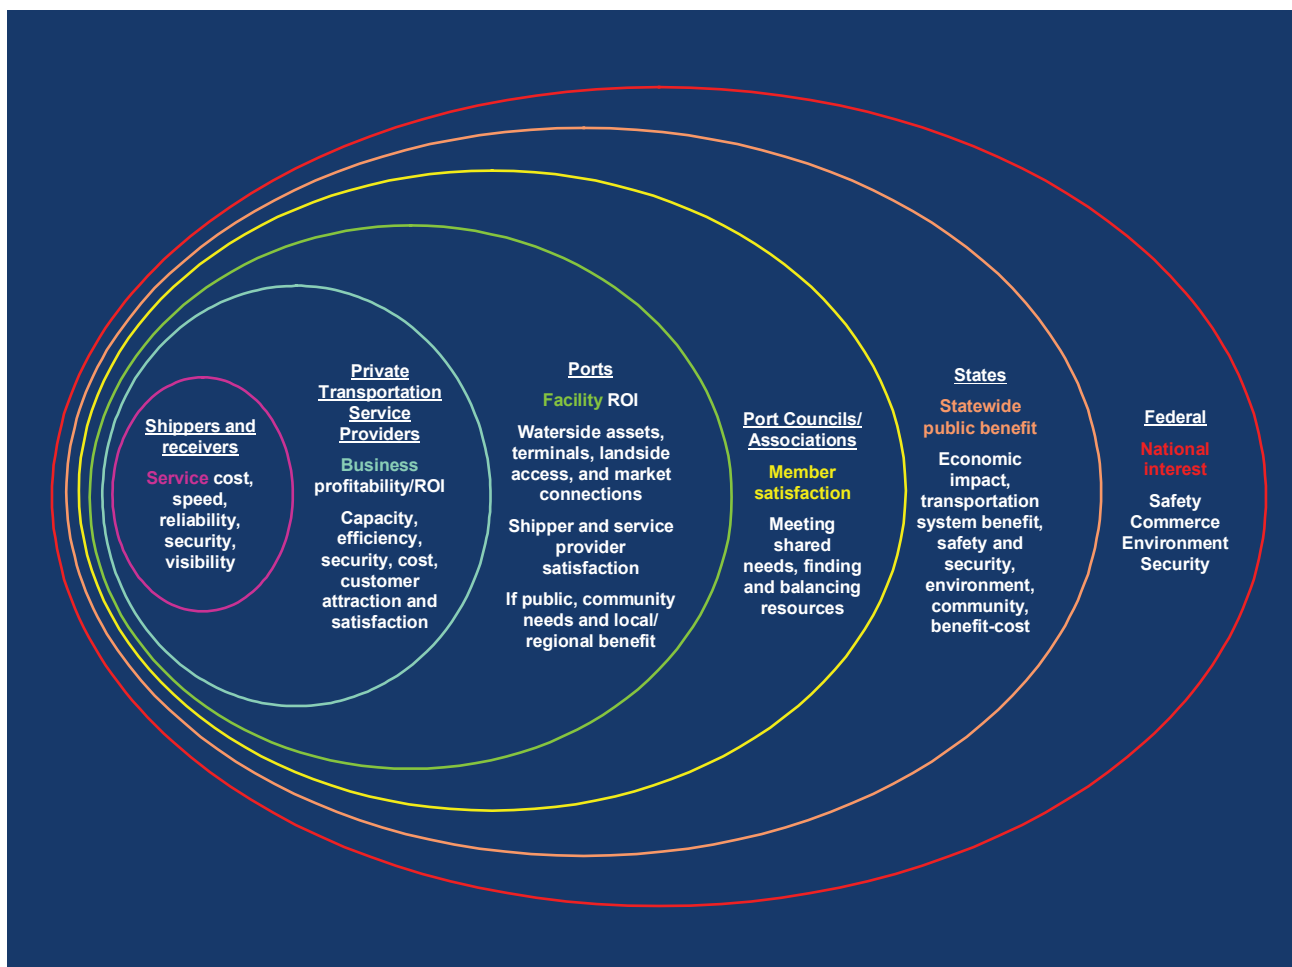 Shippers and
receivers
Service cost,
speed,
reliability,
security,
visibility
Private
Transportation
Service
Providers
Business
profitability/ROI
Capacity,
efficiency,
security, cost,
customer
attraction and
satisfaction
Ports
Facility ROI
Waterside assets,
terminals, landside
access, and market
connections
Shipper and service
provider
satisfaction
If public, community
needs and local/
regional benefit
Port Councils/
Associations
Member
satisfaction
Meeting
shared
needs, finding
and balancing
resources
States
Statewide
public benefit
Economic
impact,
transportation
system benefit,
safety and
security,
environment,
community,
benefit-cost
Federal
National
interest
Safety
Commerce
Environment
Security